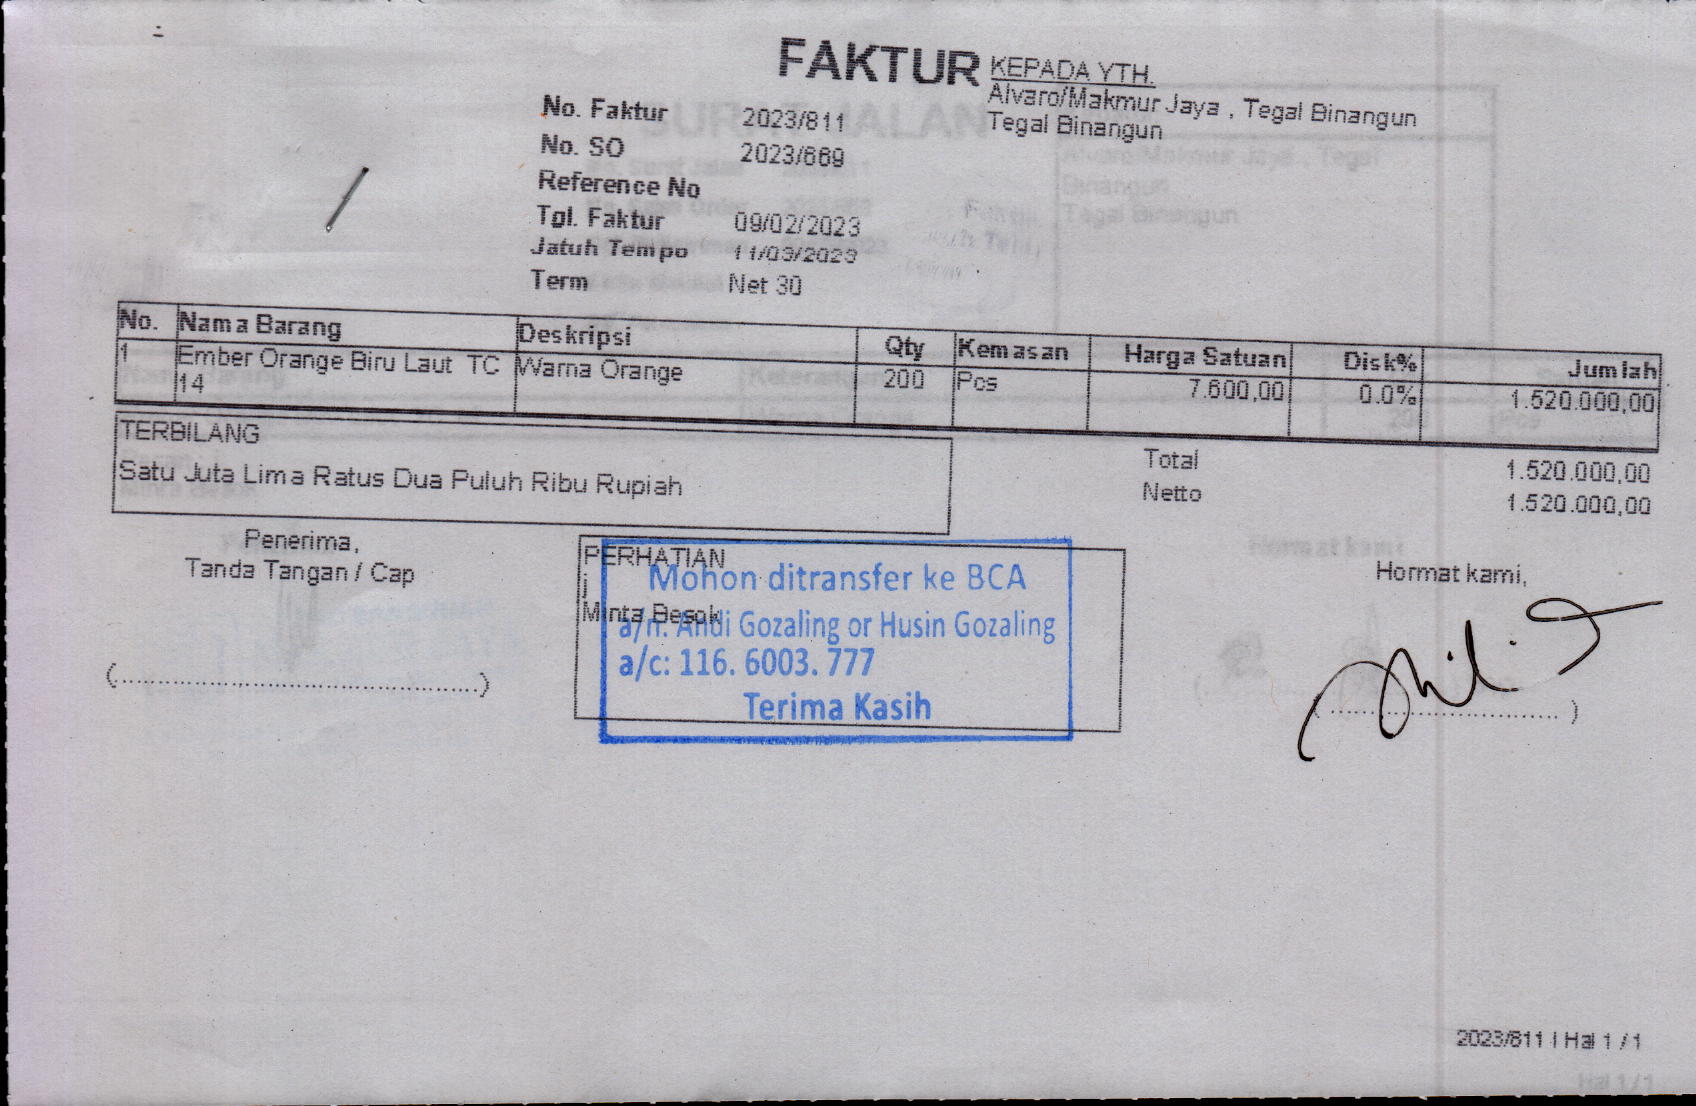 FAKTUR
KEPADA YTH.
Alvaro/Makmur Jaya , Tegal Binangun
Tegal Binangun
No. Faktur 2023/811
No. SO 2023/669
Reference No
Tgl. Faktur 09/02/2023
Jatuh Tempo 11/03/2023
Term Net 30
No. Nama Barang Deskripsi Qty Kemasan Harga Satuan Disk% Jumlah
1 Ember Orange Biru Laut TC Warna Orange 200 Pcs 7.600,00 0.0% 1.520.000,00
14
TERBILANG
Satu Juta Lima Ratus Dua Puluh Ribu Rupiah
Total 1.520.000,00
Netto 1.520.000,00
Penerima,
Tanda Tangan / Cap
(..........................................)
PERHATIAN
j
Minta Besok
Mohon ditransfer ke BCA
a/n. Andi Gozaling or Husin Gozaling
a/c: 116. 6003. 777
Terima Kasih
Hormat kami,
(..............................)
2023/811 | Hal 1 / 1
Hal 1 / 1